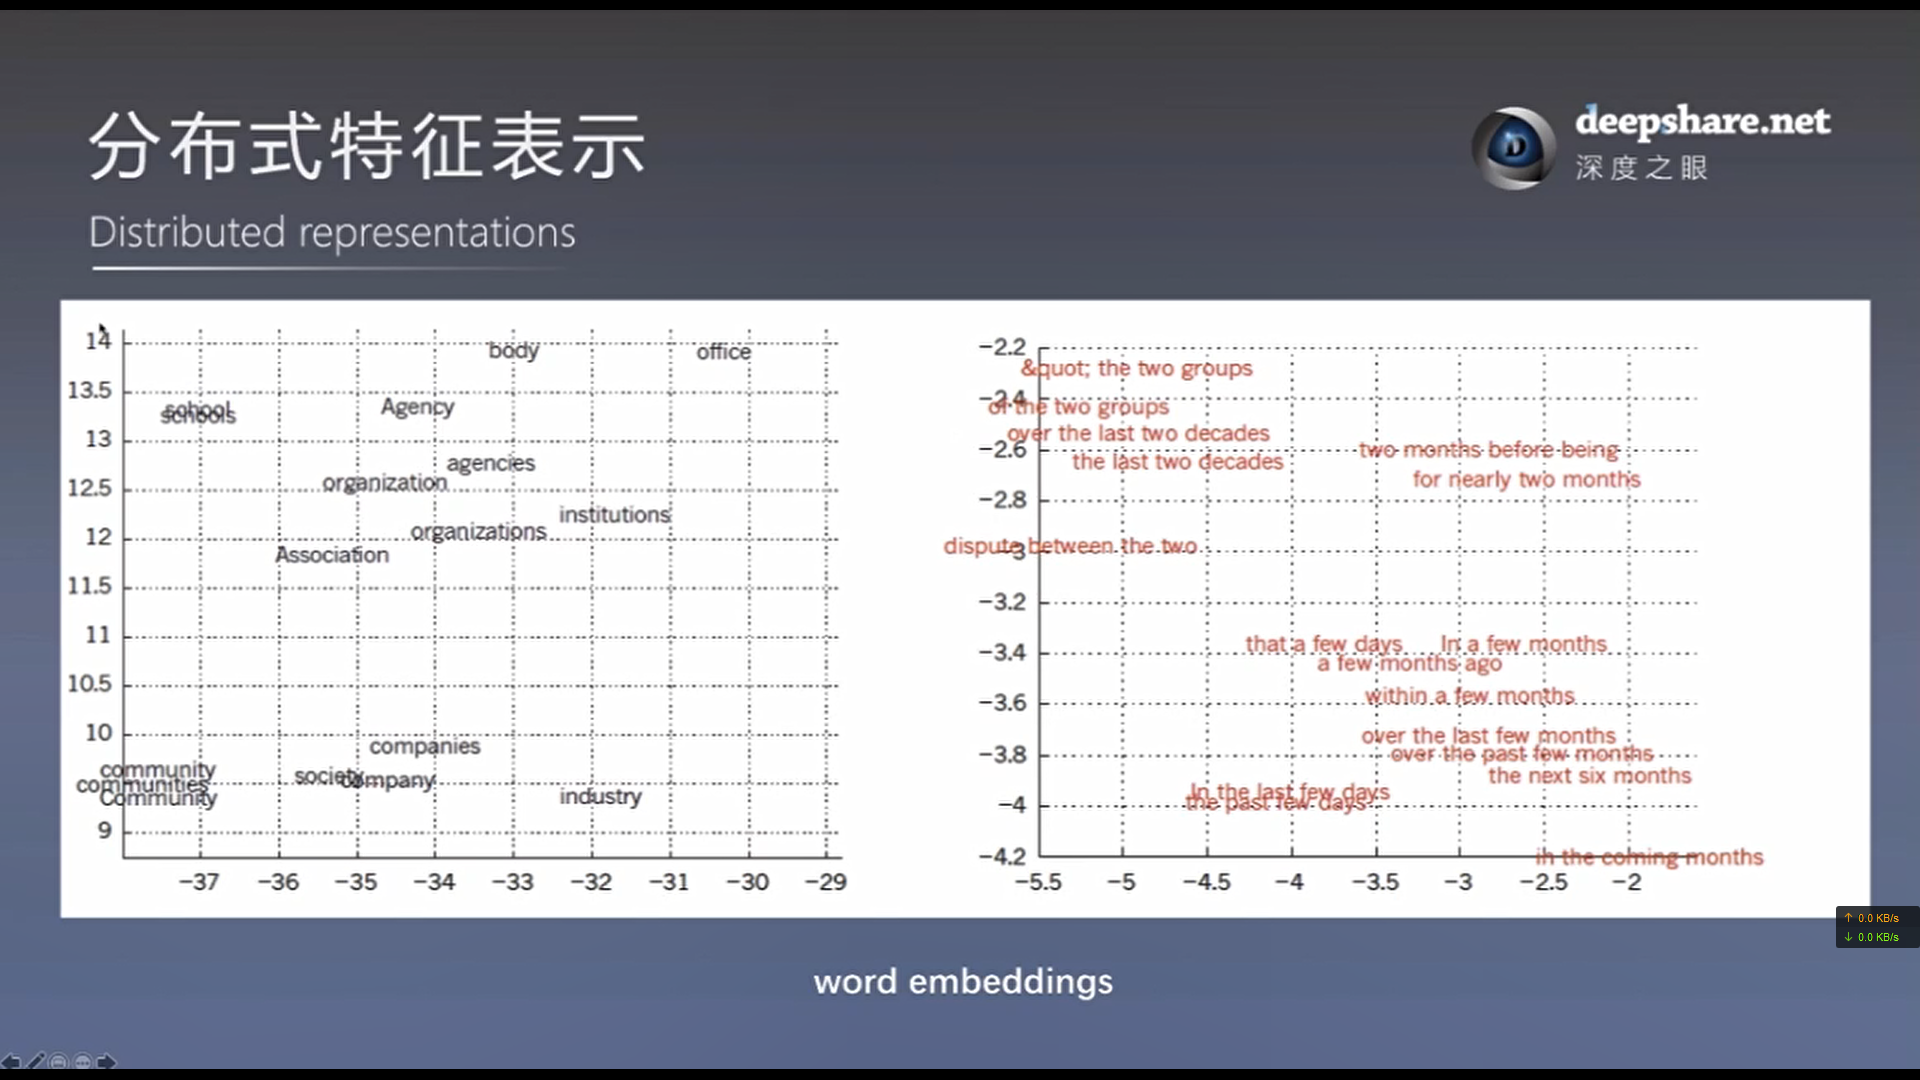 分布式特征表示
Distributed representations
deepshare.net
深度之眼
14
13.5
13
12.5
12
11.5
11
10.5
10
9
−37 −36 −35 −34 −33 −32 −31 −30 −29
body
office
school
schools
Agency
agencies
organization
institutions
organizations
Association
companies
community
communities
Community
society
company
industry
−2.2
−2.4
−2.6
−2.8
−3
−3.2
−3.4
−3.6
−3.8
−4
−4.2
−5.5 −5 −4.5 −4 −3.5 −3 −2.5 −2
&quot; the two groups
of the two groups
over the last two decades
the last two decades
two months before being
for nearly two months
dispute between the two
that a few days
In a few months
a few months ago
within a few months
over the last few months
over the past few months
the next six months
In the last few days
the past few days
in the coming months
word embeddings
↑ 0.0 KB/s
↓ 0.0 KB/s